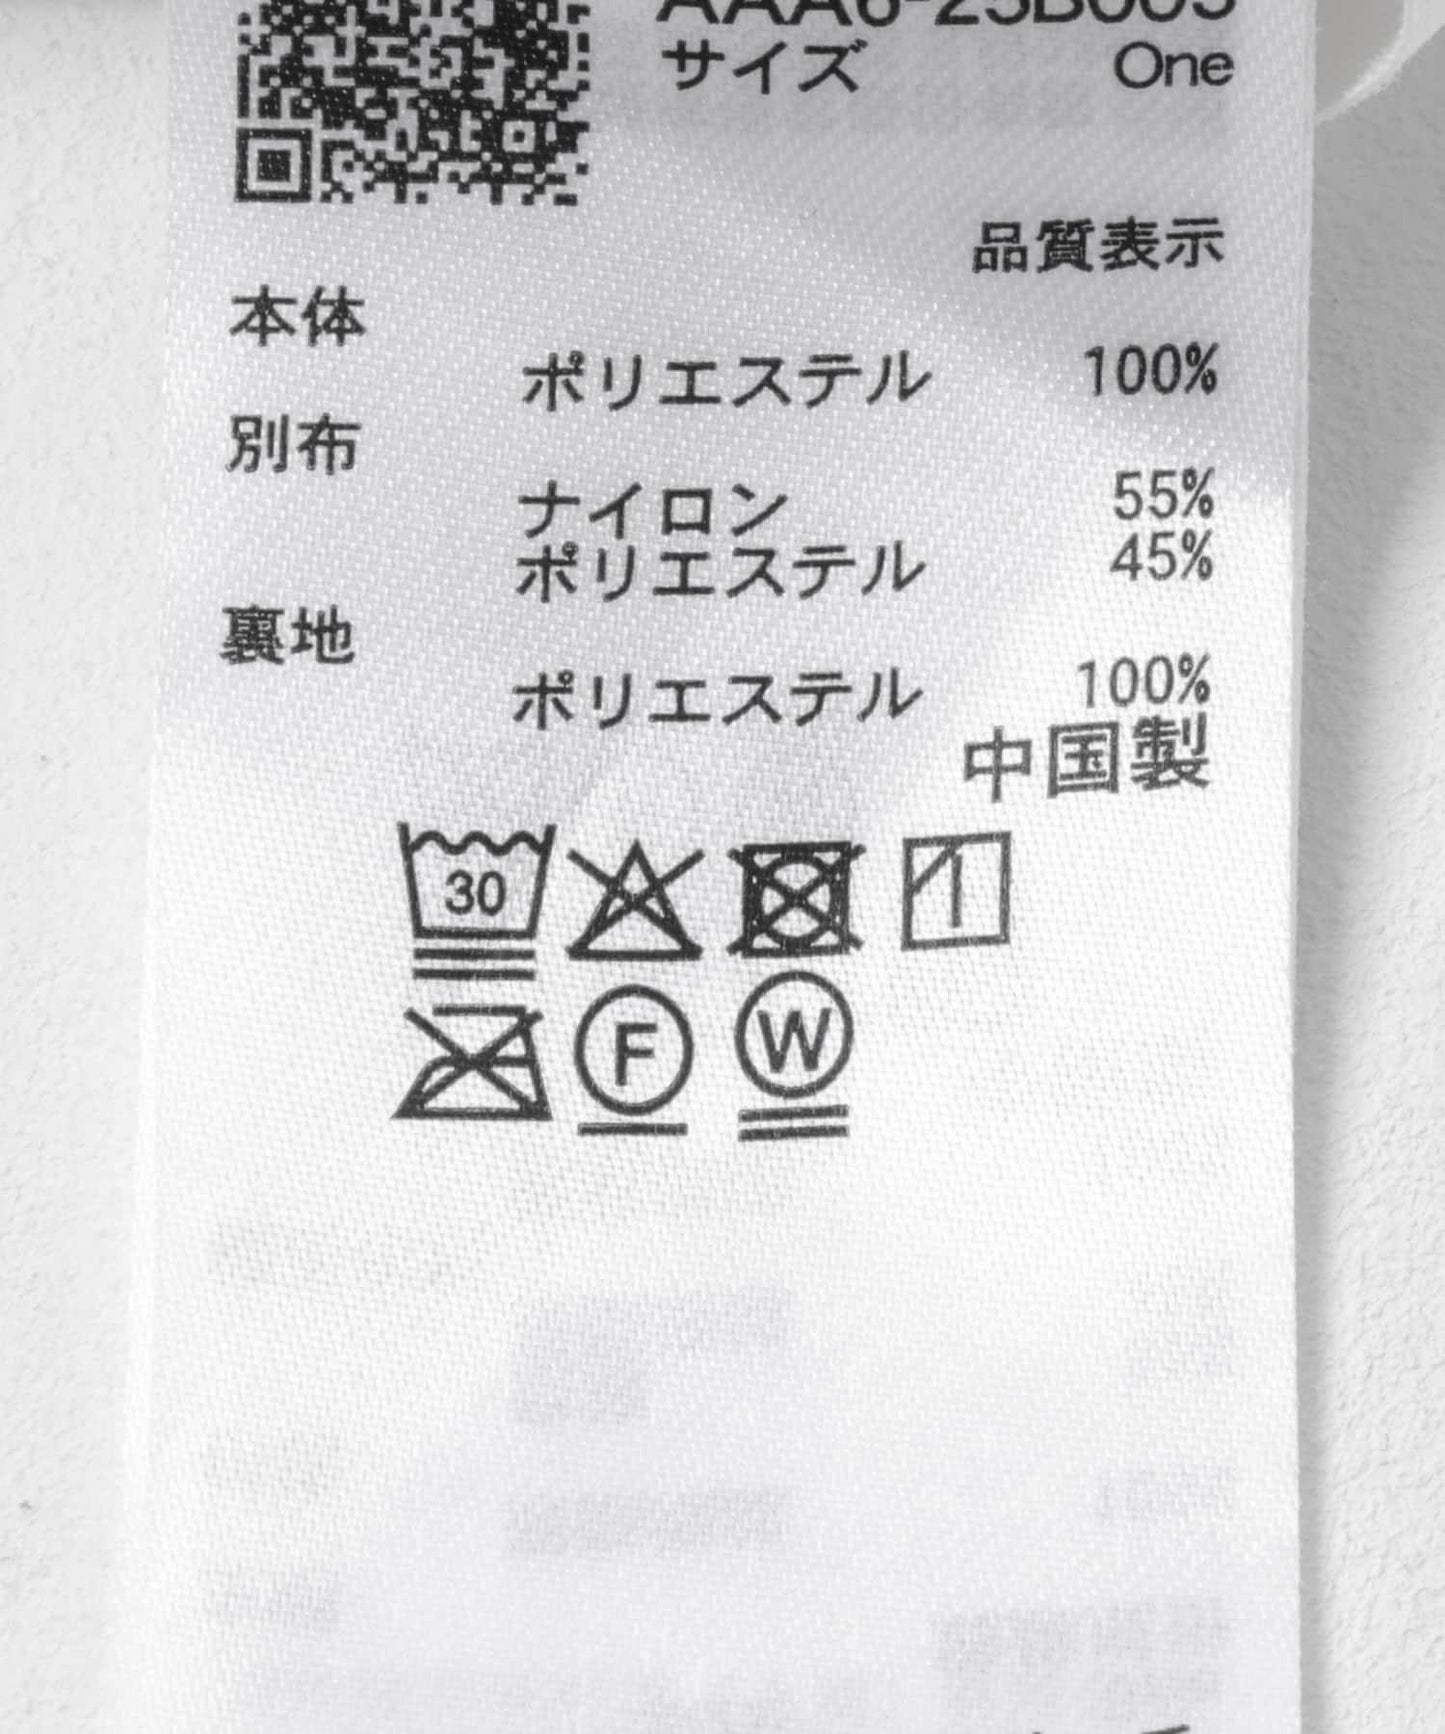 サイズ One
品質表示
本体
ポリエステル 100%
別布
ナイロン 55%
ポリエステル 45%
裏地
ポリエステル 100%
中国製
30
F W